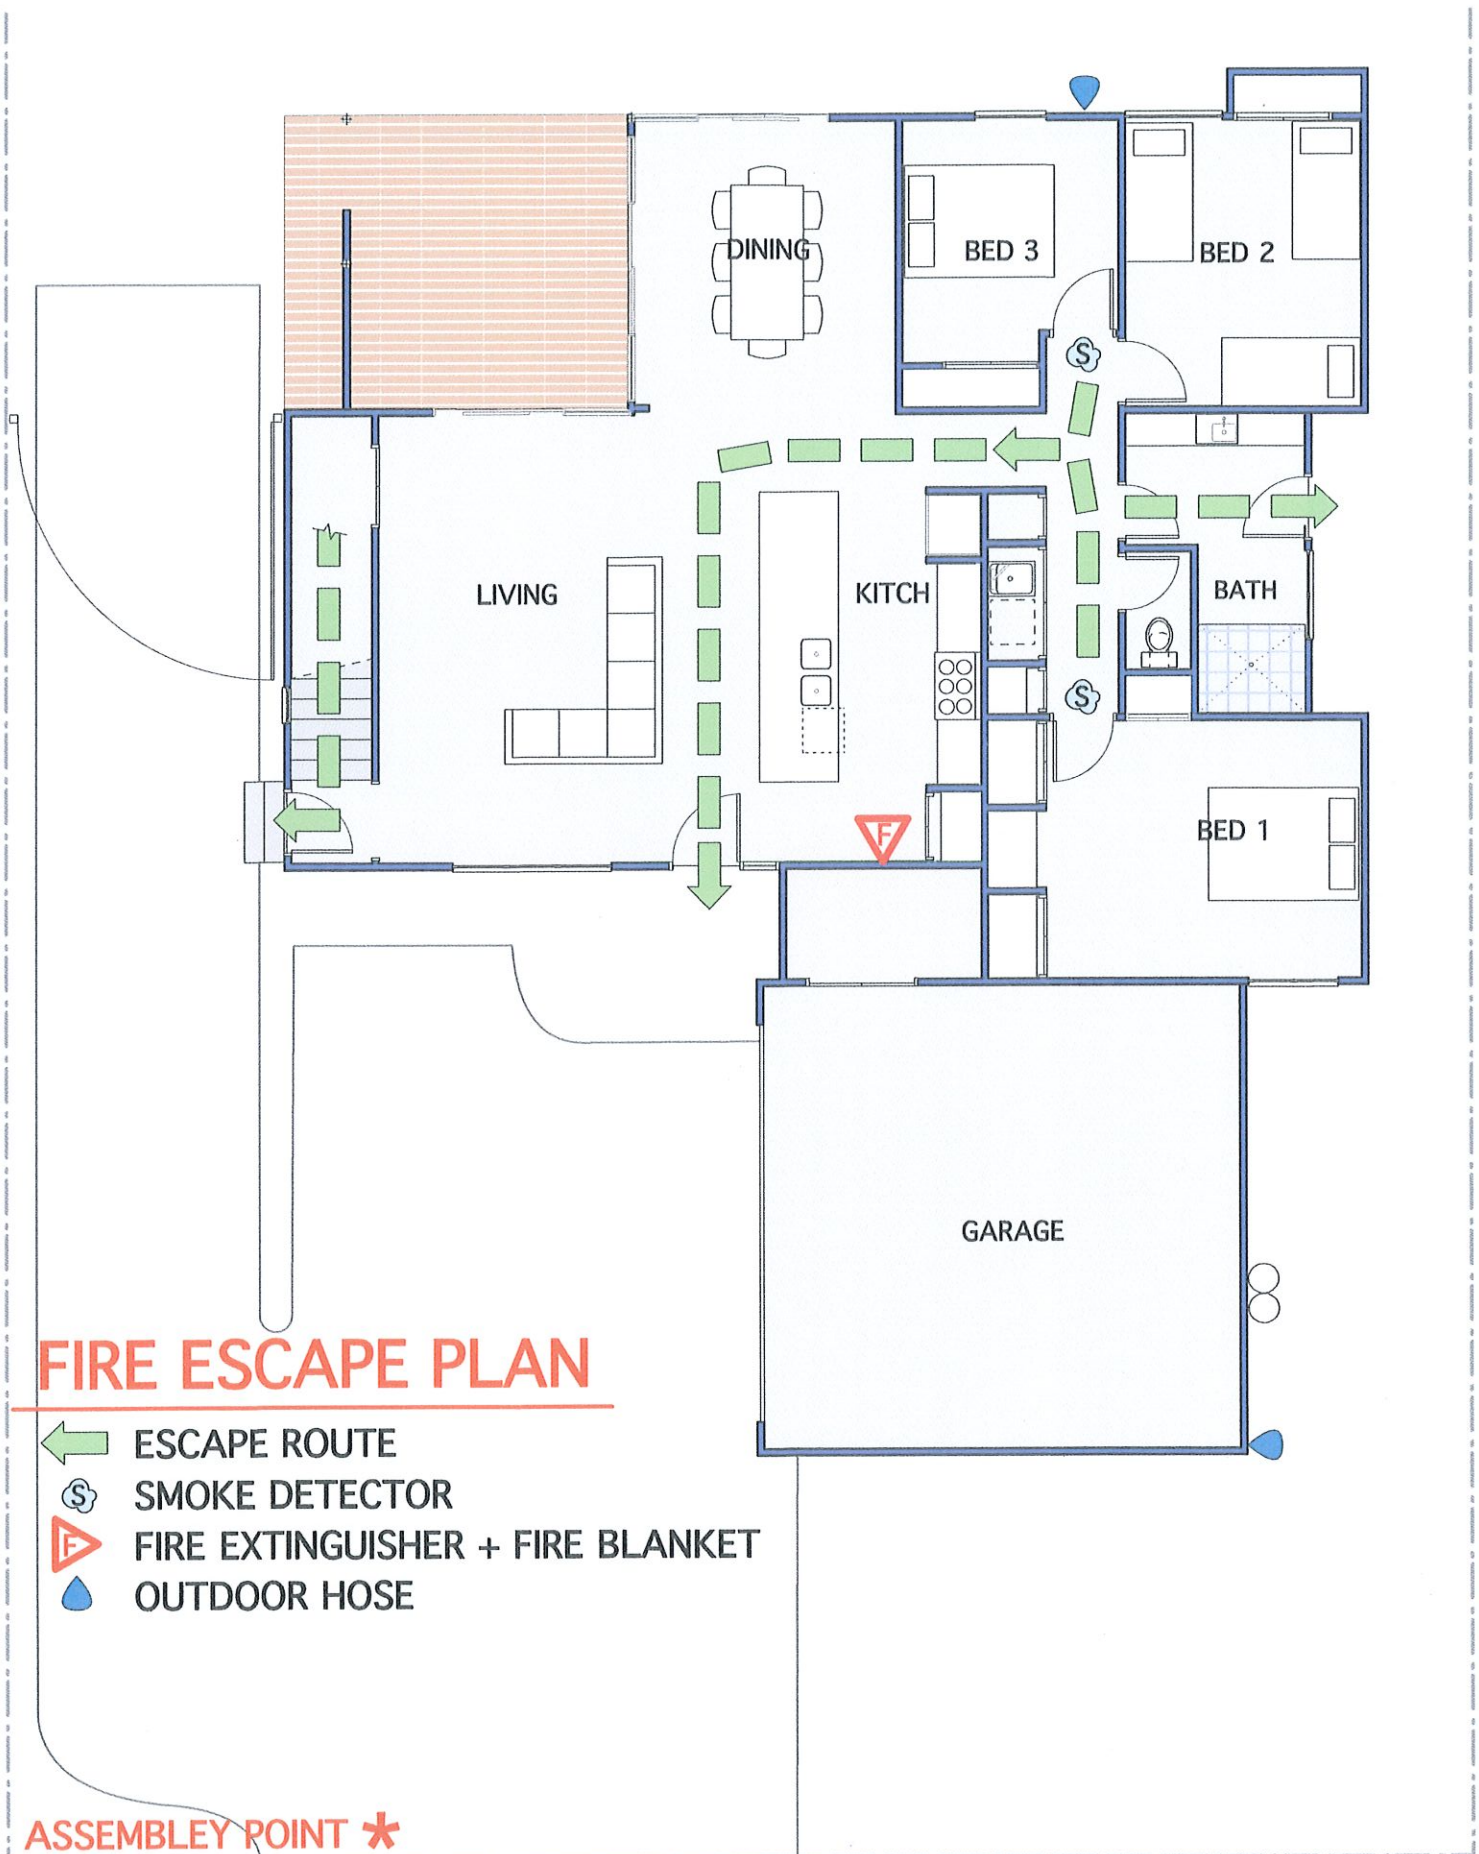 DINING
BED 3
BED 2
S
LIVING
KITCH
BATH
S
F
BED 1
GARAGE
FIRE ESCAPE PLAN
ESCAPE ROUTE
S SMOKE DETECTOR
F FIRE EXTINGUISHER + FIRE BLANKET
OUTDOOR HOSE
ASSEMBLEY POINT *